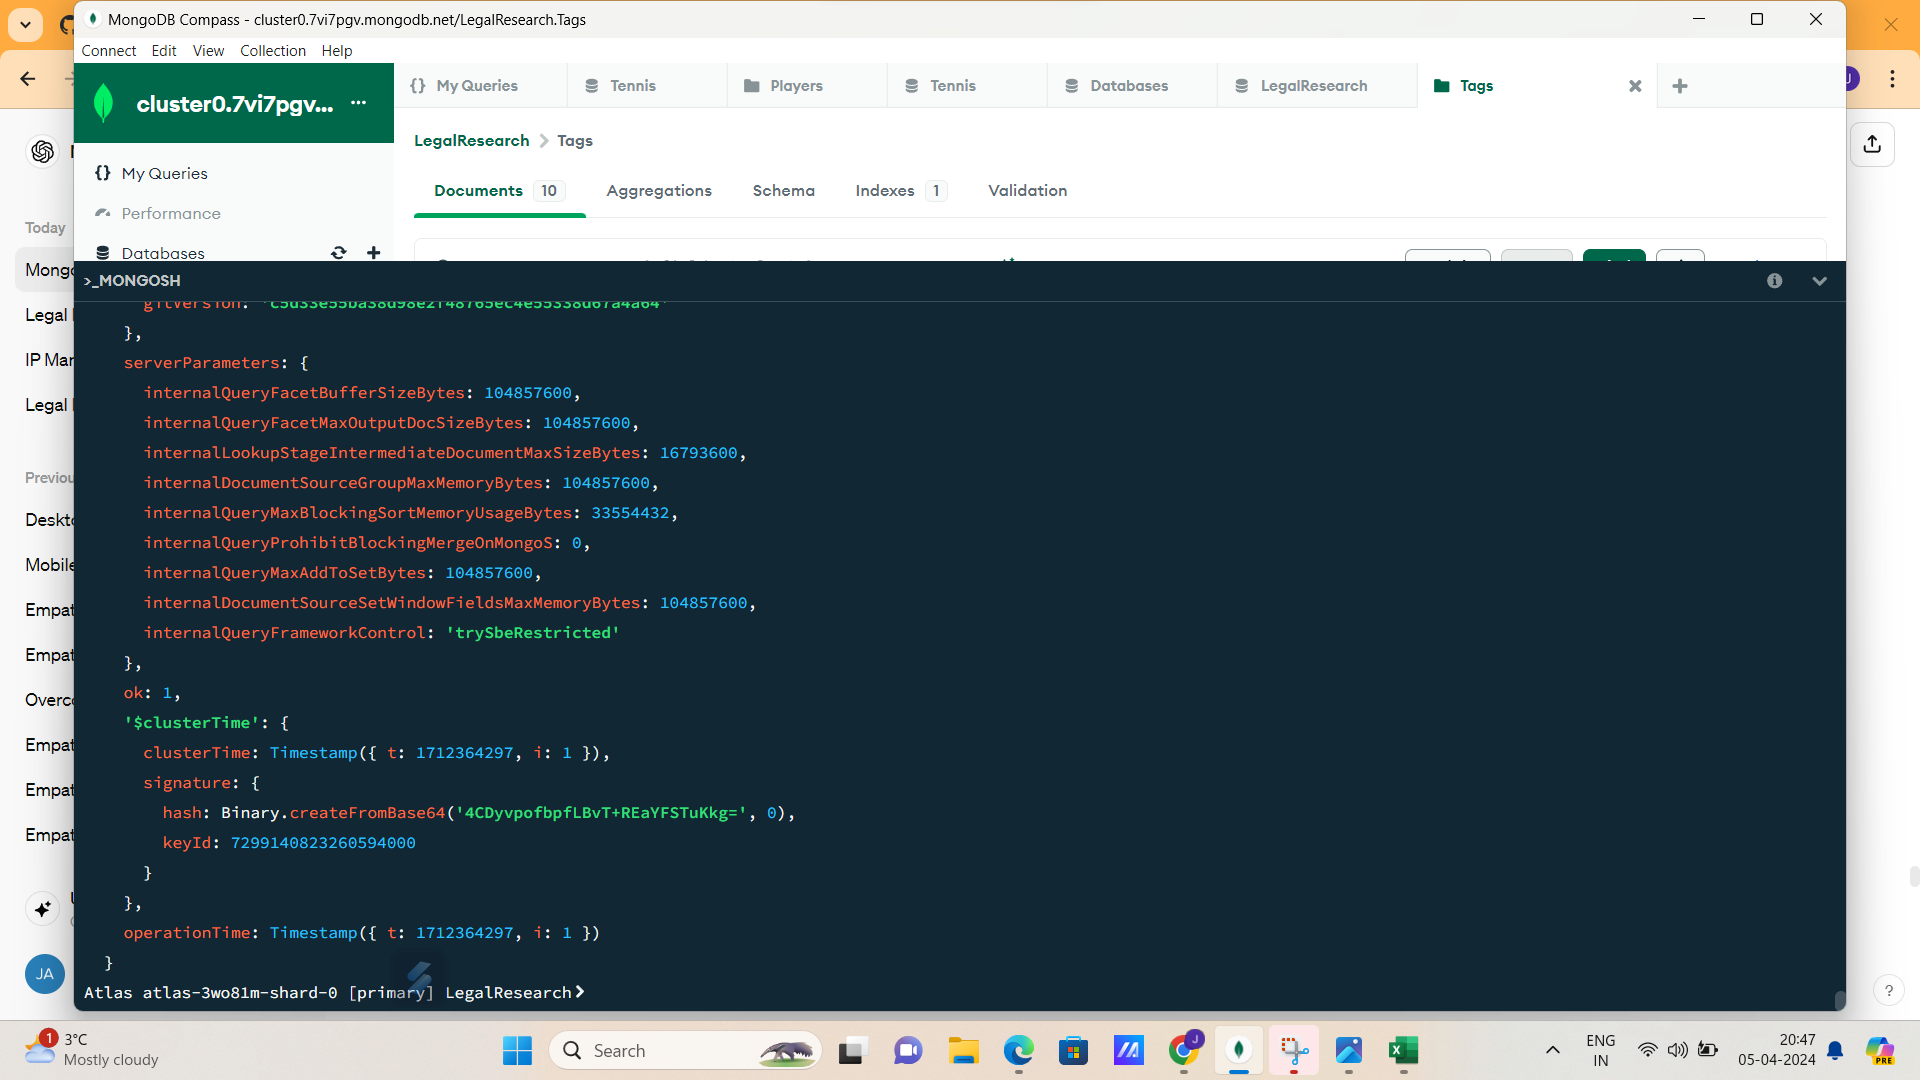 MongoDB Compass - cluster0.7vi7pgv.mongodb.net/LegalResearch.Tags
Connect Edit View Collection Help
cluster0.7vi7pgv... ...
{} My Queries Tennis Players Tennis Databases LegalResearch Tags
LegalResearch > Tags
{} My Queries
Performance
Databases
Documents 10 Aggregations Schema Indexes 1 Validation
>_MONGOSH
gitVersion: 'c5d33e55ba38d98e2f48765ec4e55338d67a4a64'
},
serverParameters: {
internalQueryFacetBufferSizeBytes: 104857600,
internalQueryFacetMaxOutputDocSizeBytes: 104857600,
internalLookupStageIntermediateDocumentMaxSizeBytes: 16793600,
internalDocumentSourceGroupMaxMemoryBytes: 104857600,
internalQueryMaxBlockingSortMemoryUsageBytes: 33554432,
internalQueryProhibitBlockingMergeOnMongoS: 0,
internalQueryMaxAddToSetBytes: 104857600,
internalDocumentSourceSetWindowFieldsMaxMemoryBytes: 104857600,
internalQueryFrameworkControl: 'trySbeRestricted'
},
ok: 1,
'$clusterTime': {
clusterTime: Timestamp({ t: 1712364297, i: 1 }),
signature: {
hash: Binary.createFromBase64('4CDyvpofbpfLBvT+REaYFSTuKkg=', 0),
keyId: 7299140823260594000
}
},
operationTime: Timestamp({ t: 1712364297, i: 1 })
}
Atlas atlas-3wo81m-shard-0 [primary] LegalResearch>
Today
Mongo
Legal
IP Mar
Legal
Previou
Deskto
Mobile
Empat
Empat
Overco
Empat
Empat
Empat
JA
J
?
1
3°C
Mostly cloudy
Search
J
ENG
IN
20:47
05-04-2024
PRE